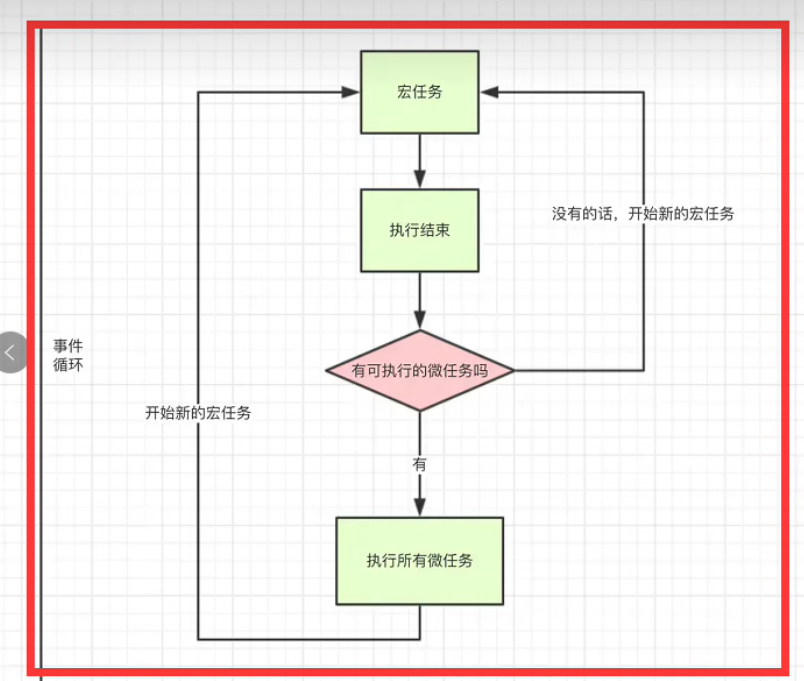 宏任务
执行结束
没有的话，开始新的宏任务
事件
循环
有可执行的微任务吗
开始新的宏任务
有
执行所有微任务